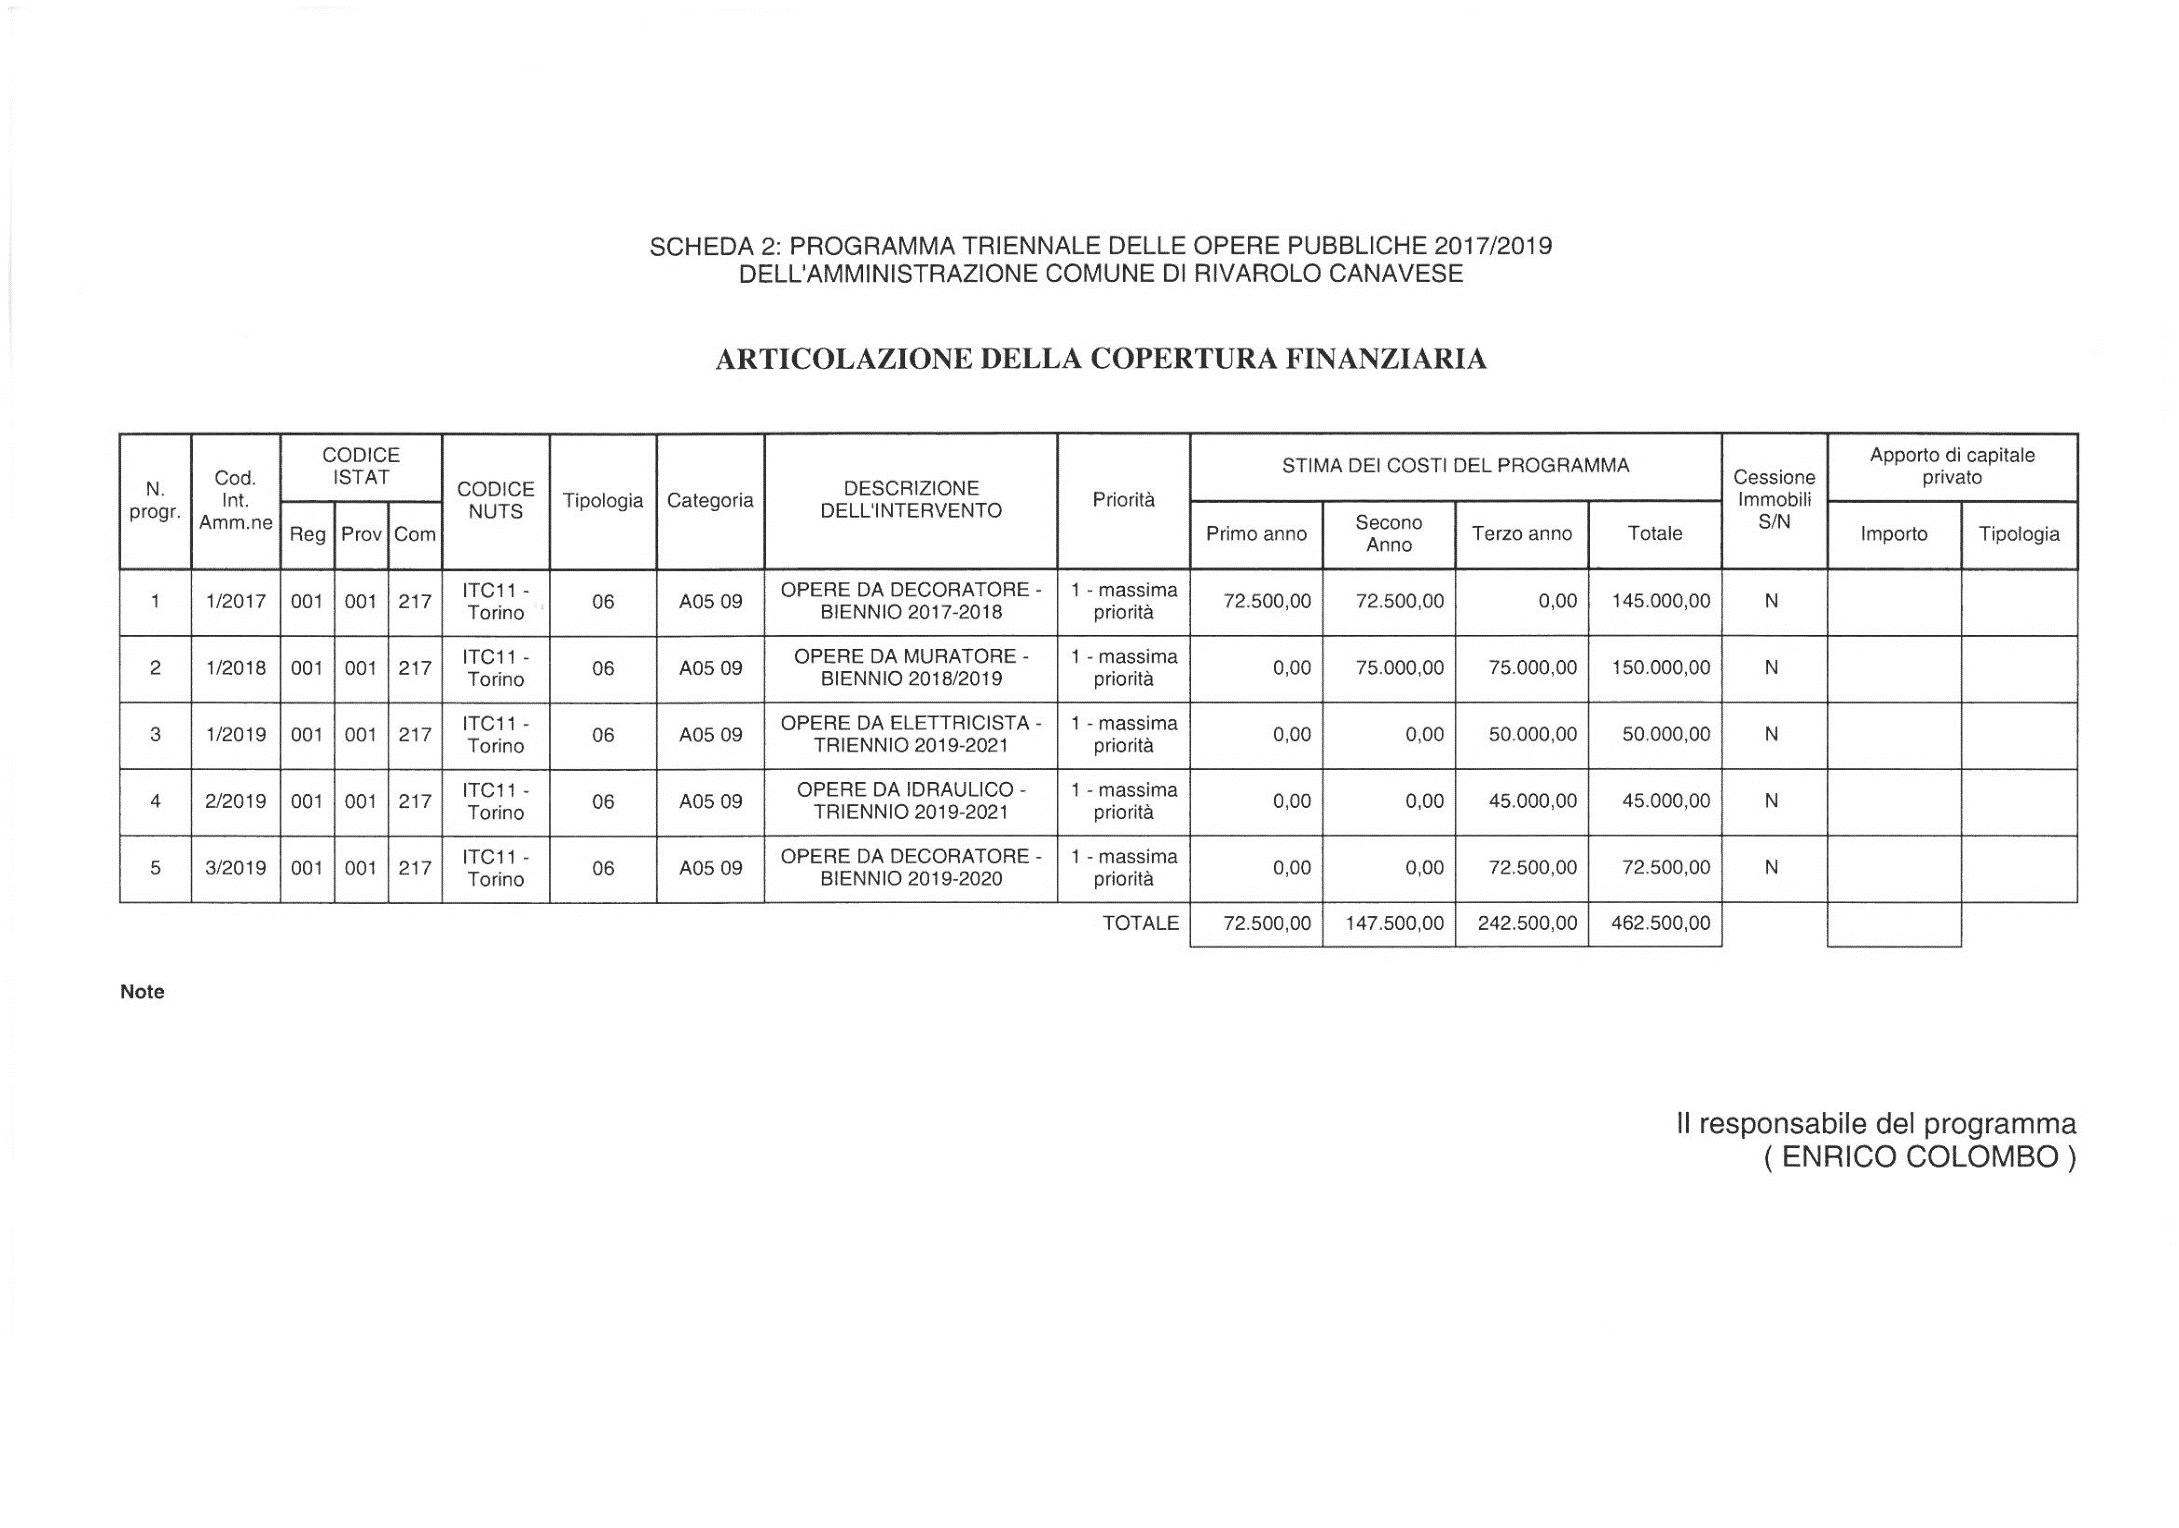 SCHEDA 2: PROGRAMMA TRIENNALE DELLE OPERE PUBBLICHE 2017/2019
DELL'AMMINISTRAZIONE COMUNE DI RIVAROLO CANAVESE
ARTICOLAZIONE DELLA COPERTURA FINANZIARIA
N. progr. Cod. Int. Amm.ne CODICE ISTAT CODICE NUTS Tipologia Categoria DESCRIZIONE DELL'INTERVENTO Priorità STIMA DEI COSTI DEL PROGRAMMA Cessione Immobili S/N Apporto di capitale privato
Reg Prov Com Primo anno Secono Anno Terzo anno Totale Importo Tipologia
1 1/2017 001 001 217 ITC11 - Torino 06 A05 09 OPERE DA DECORATORE - BIENNIO 2017-2018 1 - massima priorità 72.500,00 72.500,00 0,00 145.000,00 N
2 1/2018 001 001 217 ITC11 - Torino 06 A05 09 OPERE DA MURATORE - BIENNIO 2018/2019 1 - massima priorità 0,00 75.000,00 75.000,00 150.000,00 N
3 1/2019 001 001 217 ITC11 - Torino 06 A05 09 OPERE DA ELETTRICISTA - TRIENNIO 2019-2021 1 - massima priorità 0,00 0,00 50.000,00 50.000,00 N
4 2/2019 001 001 217 ITC11 - Torino 06 A05 09 OPERE DA IDRAULICO - TRIENNIO 2019-2021 1 - massima priorità 0,00 0,00 45.000,00 45.000,00 N
5 3/2019 001 001 217 ITC11 - Torino 06 A05 09 OPERE DA DECORATORE - BIENNIO 2019-2020 1 - massima priorità 0,00 0,00 72.500,00 72.500,00 N
TOTALE 72.500,00 147.500,00 242.500,00 462.500,00
Note
Il responsabile del programma
( ENRICO COLOMBO )